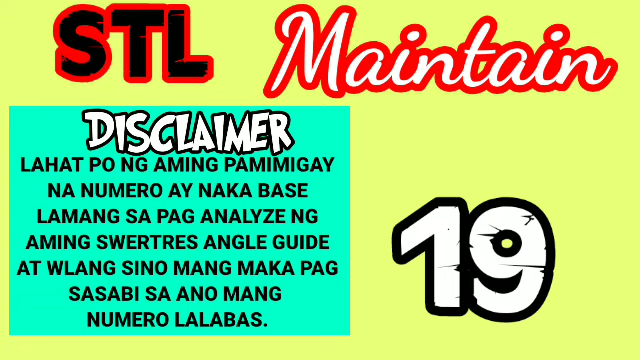 STL Maintain
DISCLAIMER
LAHAT PO NG AMING PAMIMIGAY
NA NUMERO AY NAKA BASE
LAMANG SA PAG ANALYZE NG
AMING SWERTRES ANGLE GUIDE
AT WLANG SINO MANG MAKA PAG
SASABI SA ANO MANG
NUMERO LALABAS.
19